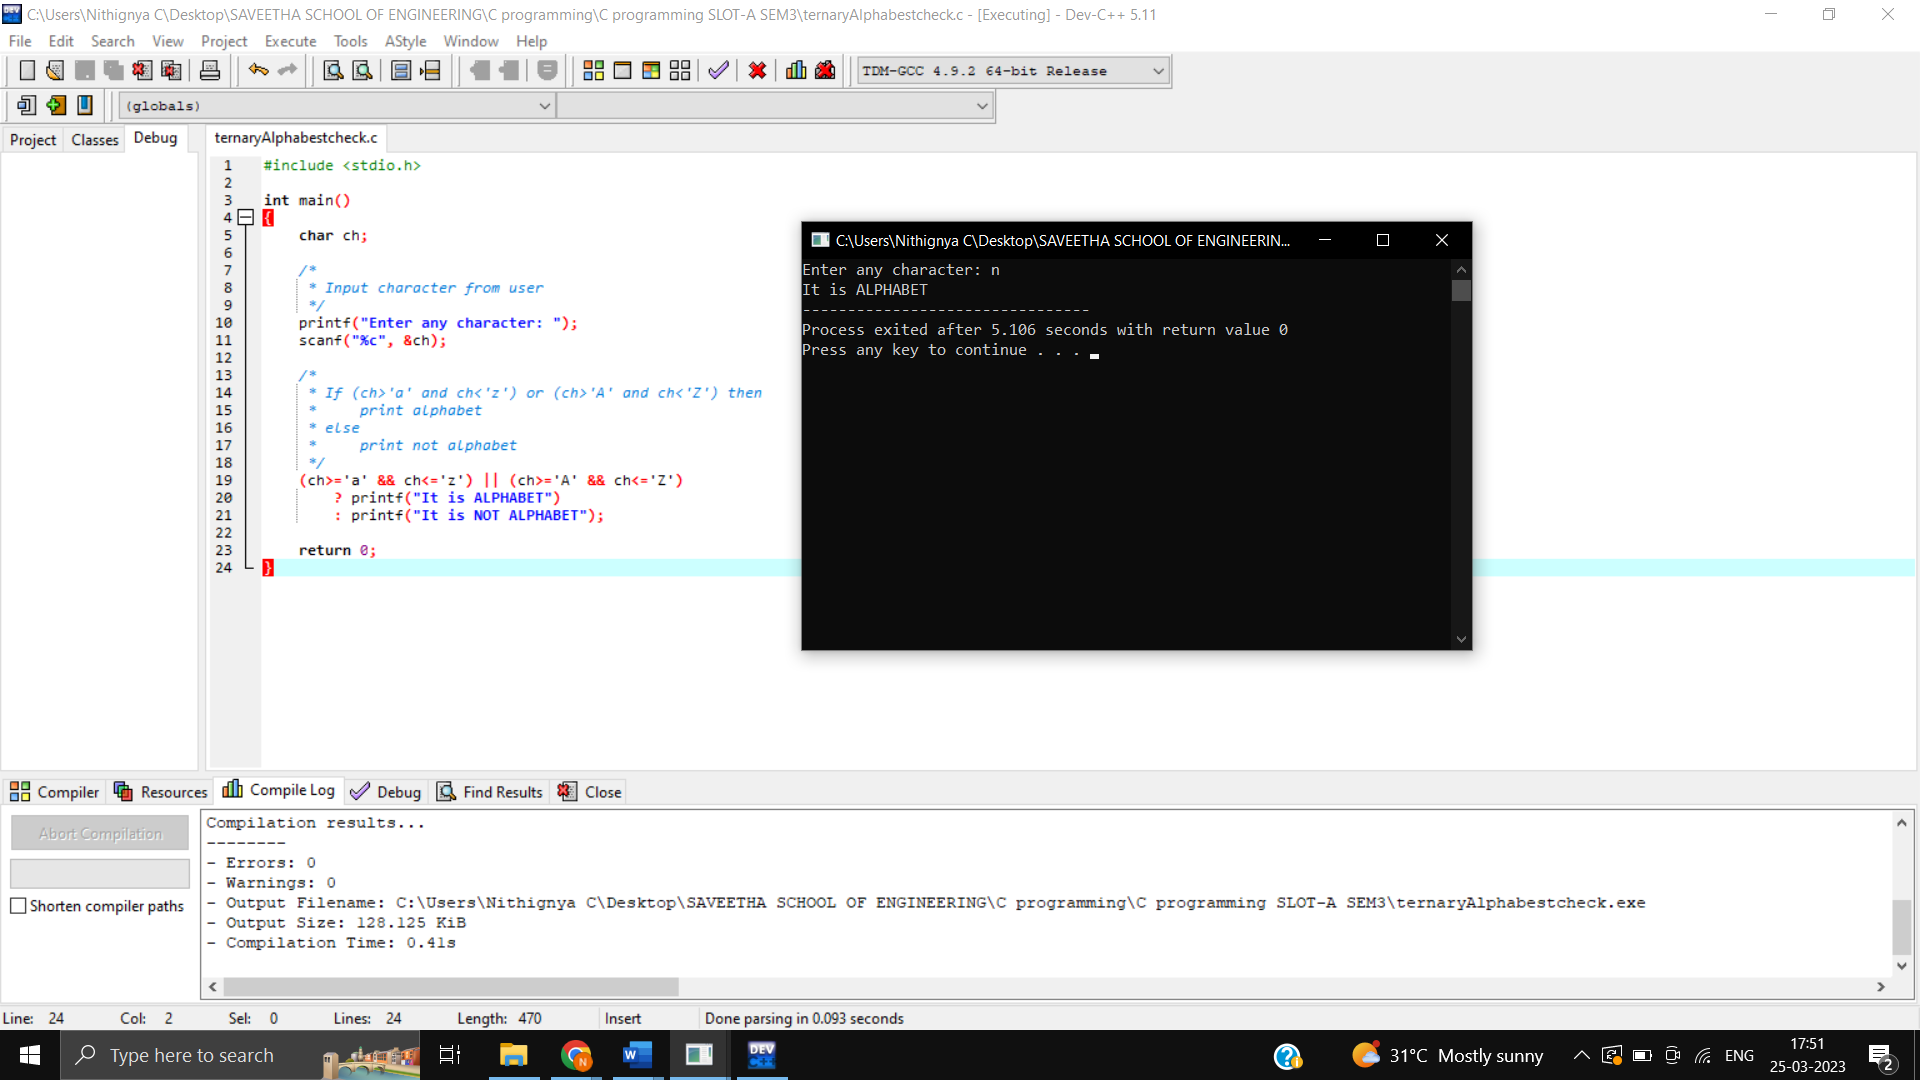 C:\Users\Nithignya C\Desktop\SAVEETHA SCHOOL OF ENGINEERING\C programming\C programming SLOT-A SEM3\ternaryAlphabestcheck.c - [Executing] - Dev-C++ 5.11
File Edit Search View Project Execute Tools AStyle Window Help
TDM-GCC 4.9.2 64-bit Release
(globals)
Project Classes Debug
ternaryAlphabestcheck.c
1 #include <stdio.h>
2
3 int main()
4 {
5 char ch;
6
7 /*
8 * Input character from user
9 */
10 printf("Enter any character: ");
11 scanf("%c", &ch);
12
13 /*
14 * If (ch>'a' and ch<'z') or (ch>'A' and ch<'Z') then
15 * print alphabet
16 * else
17 * print not alphabet
18 */
19 (ch>='a' && ch<='z') || (ch>='A' && ch<='Z')
20 ? printf("It is ALPHABET")
21 : printf("It is NOT ALPHABET");
22
23 return 0;
24 }
C:\Users\Nithignya C\Desktop\SAVEETHA SCHOOL OF ENGINEERIN...
Enter any character: n
It is ALPHABET
--------------------------------
Process exited after 5.106 seconds with return value 0
Press any key to continue . . .
Compiler Resources Compile Log Debug Find Results Close
Abort Compilation
Shorten compiler paths
Compilation results...
--------
- Errors: 0
- Warnings: 0
- Output Filename: C:\Users\Nithignya C\Desktop\SAVEETHA SCHOOL OF ENGINEERING\C programming\C programming SLOT-A SEM3\ternaryAlphabestcheck.exe
- Output Size: 128.125 KiB
- Compilation Time: 0.41s
Line: 24 Col: 2 Sel: 0 Lines: 24 Length: 470 Insert Done parsing in 0.093 seconds
Type here to search
DEV
31°C Mostly sunny
ENG
17:51
25-03-2023
2